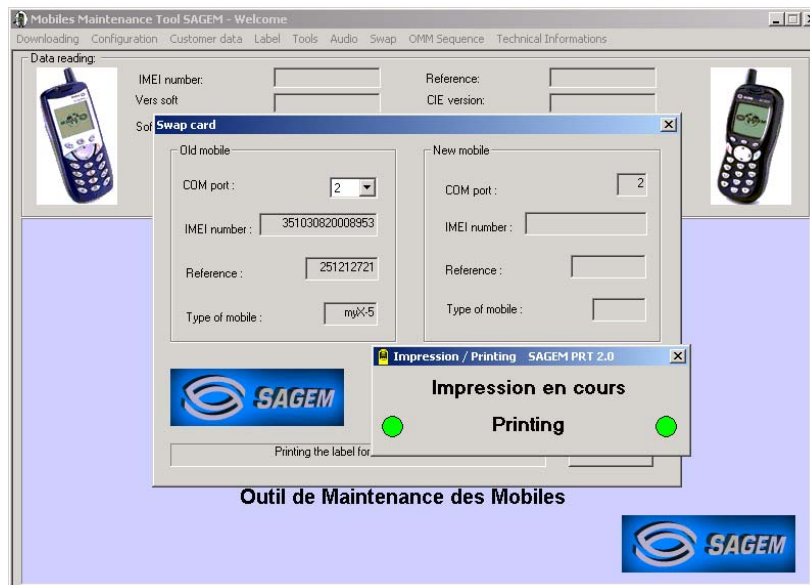 Mobiles Maintenance Tool SAGEM - Welcome
Downloading Configuration Customer data Label Tools Audio Swap OMM Sequence Technical Informations
Data reading:
IMEI number: Reference:
Vers soft CIE version:
Sof
Swap card
Old mobile
COM port : 2
IMEI number : 351030820008953
Reference : 251212721
Type of mobile : myX-5
New mobile
COM port : 2
IMEI number :
Reference :
Type of mobile :
SAGEM
Impression / Printing SAGEM PRT 2.0
Impression en cours
Printing
Printing the label for
Outil de Maintenance des Mobiles
SAGEM